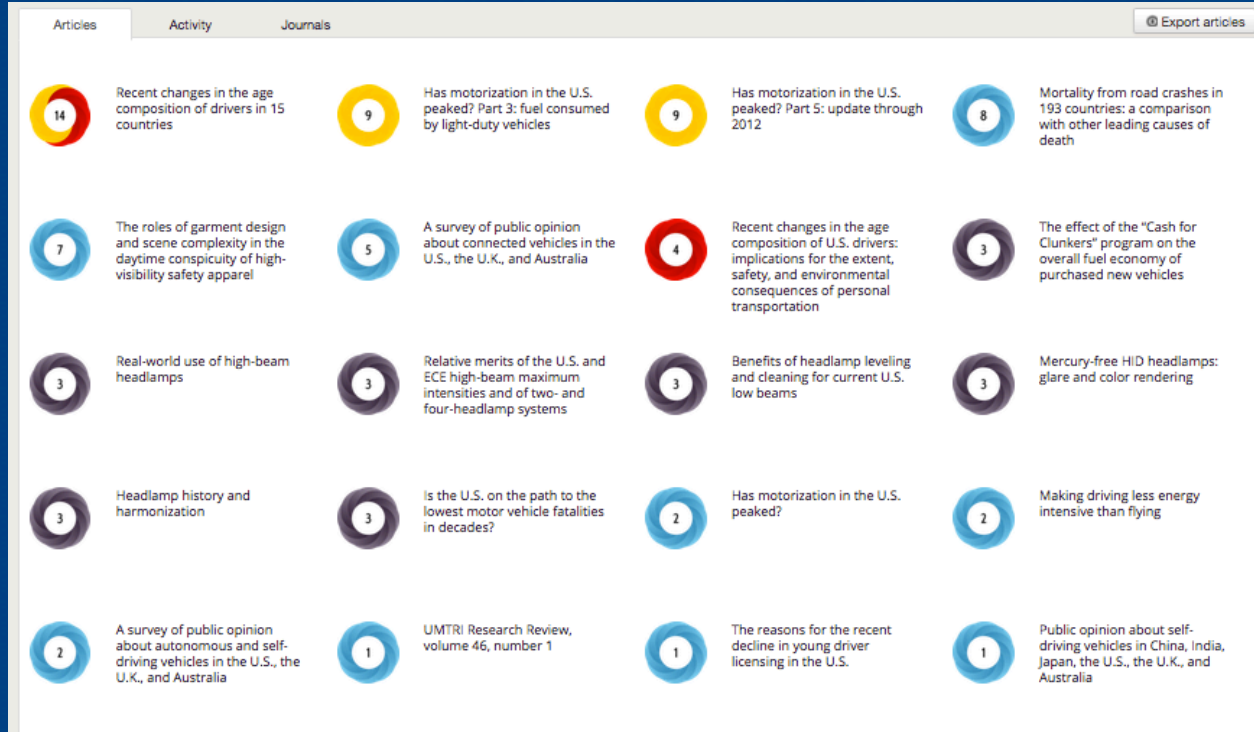 Articles
Activity
Journals
Export articles
14
Recent changes in the age
composition of drivers in 15
countries
9
Has motorization in the U.S.
peaked? Part 3: fuel consumed
by light-duty vehicles
9
Has motorization in the U.S.
peaked? Part 5: update through
2012
8
Mortality from road crashes in
193 countries: a comparison
with other leading causes of
death
7
The roles of garment design
and scene complexity in the
daytime conspicuity of high-
visibility safety apparel
5
A survey of public opinion
about connected vehicles in the
U.S., the U.K., and Australia
4
Recent changes in the age
composition of U.S. drivers:
implications for the extent,
safety, and environmental
consequences of personal
transportation
3
The effect of the “Cash for
Clunkers” program on the
overall fuel economy of
purchased new vehicles
3
Real-world use of high-beam
headlamps
3
Relative merits of the U.S. and
ECE high-beam maximum
intensities and of two- and
four-headlamp systems
3
Benefits of headlamp leveling
and cleaning for current U.S.
low beams
3
Mercury-free HID headlamps:
glare and color rendering
3
Headlamp history and
harmonization
3
Is the U.S. on the path to the
lowest motor vehicle fatalities
in decades?
2
Has motorization in the U.S.
peaked?
2
Making driving less energy
intensive than flying
2
A survey of public opinion
about autonomous and self-
driving vehicles in the U.S., the
U.K., and Australia
1
UMTRI Research Review,
volume 46, number 1
1
The reasons for the recent
decline in young driver
licensing in the U.S.
1
Public opinion about self-
driving vehicles in China, India,
Japan, the U.S., the U.K., and
Australia